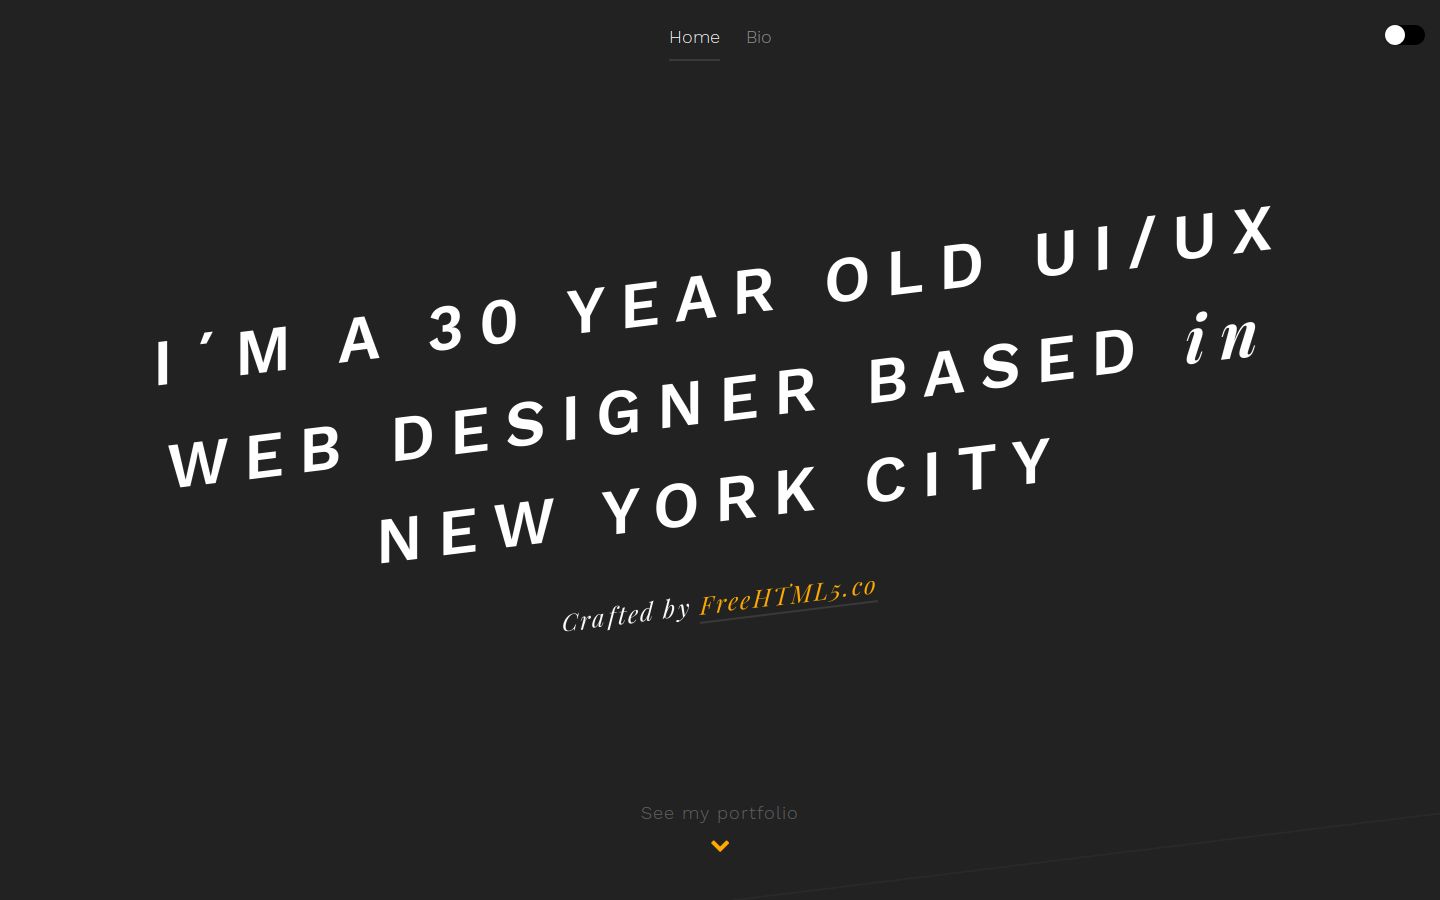 Home Bio
I´M A 30 YEAR OLD UI/UX
WEB DESIGNER BASED in
NEW YORK CITY
Crafted by FreeHTML5.co
See my portfolio